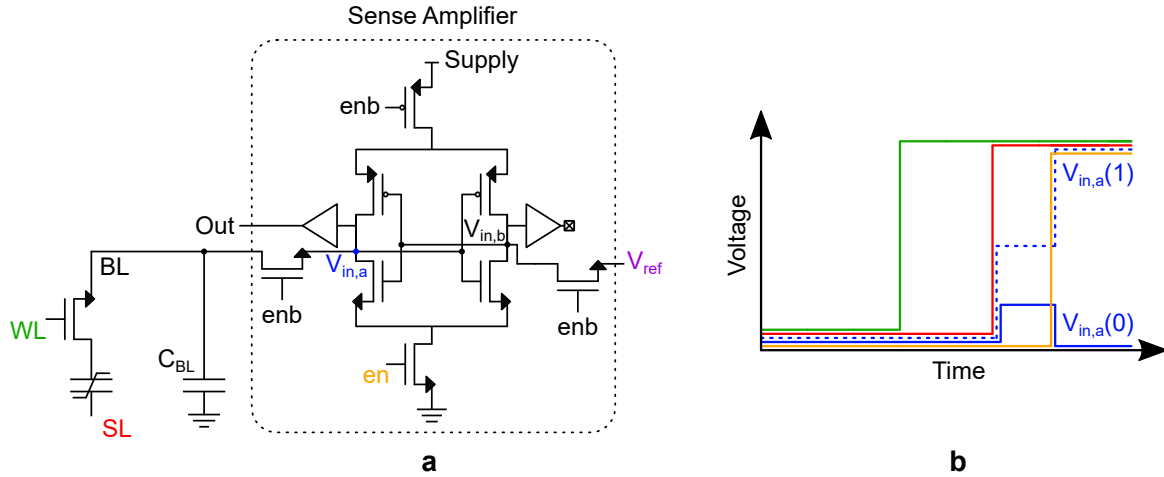 Sense Amplifier
Supply
enb
Out
V_in,b
BL
V_in,a
V_ref
enb
enb
WL
C_BL
en
SL
a
Voltage
V_in,a(1)
V_in,a(0)
Time
b